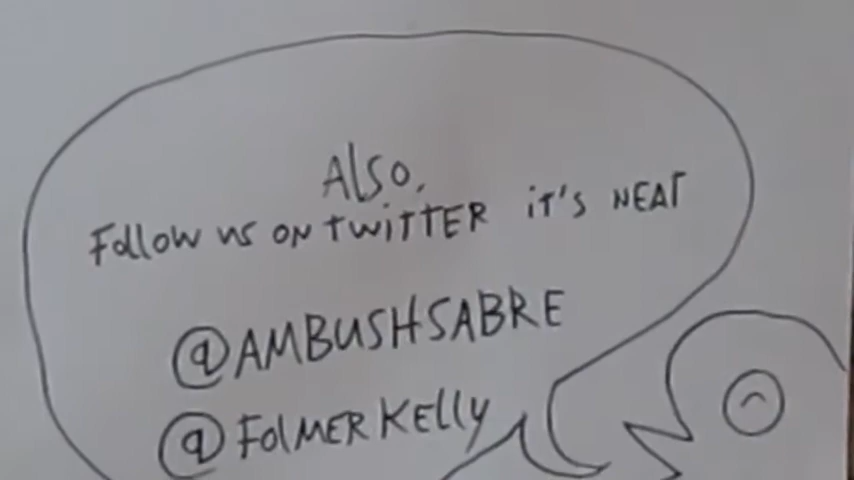 Also,
Follow us on TWITTER it's NEAT
@AMBUSHSABRE
@FOLMERKELLY